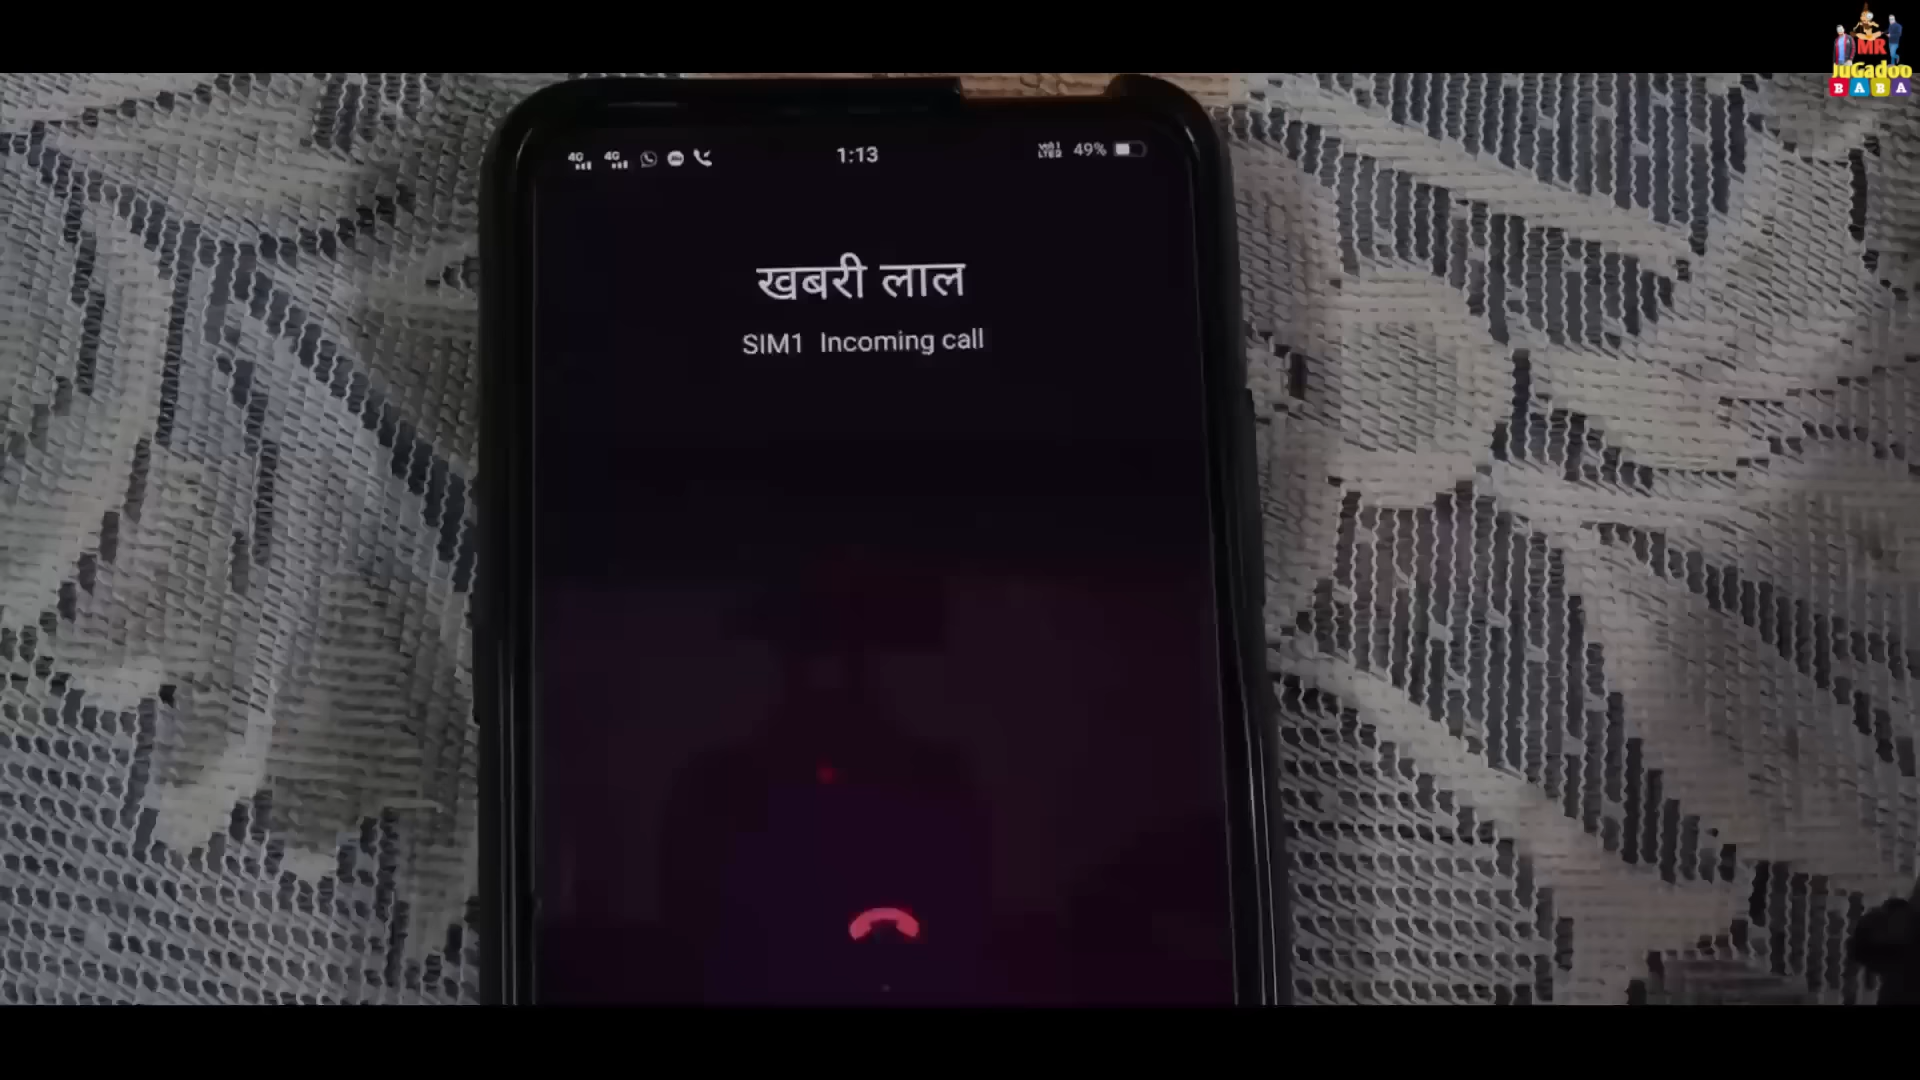 MR
JuGadoo
BABA
4G 4G 1:13 49%
खबरी लाल
SIM1 Incoming call